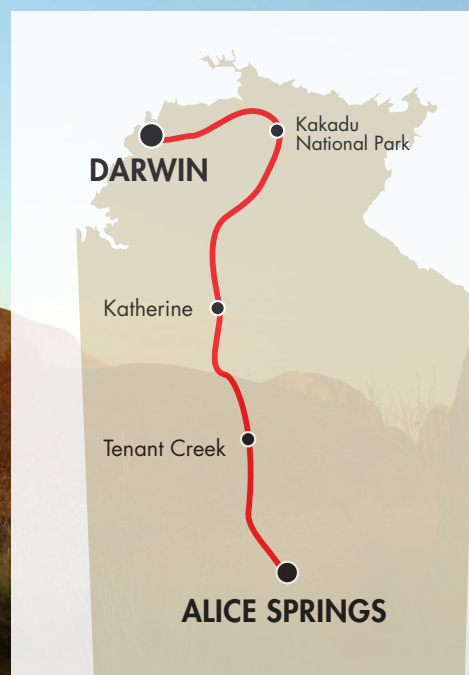 Kakadu
National Park
DARWIN
Katherine
Tenant Creek
ALICE SPRINGS